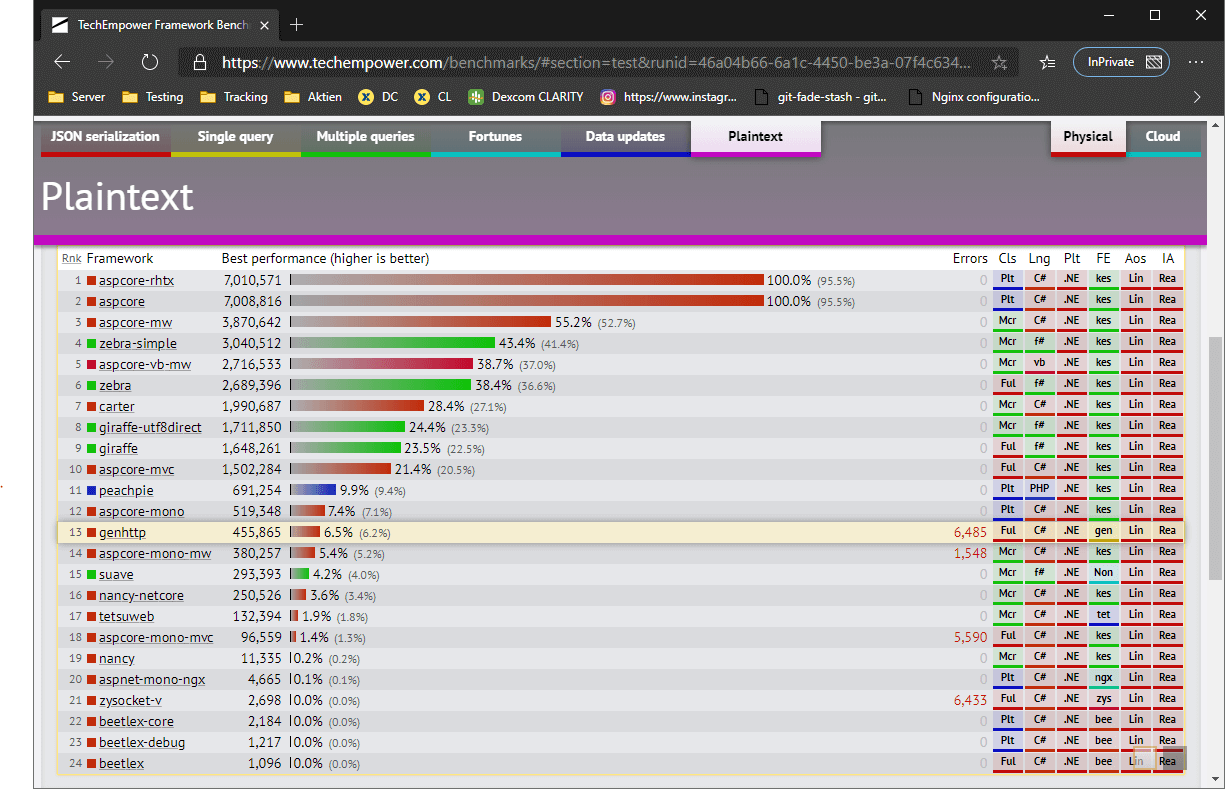 TechEmpower Framework Bench
https://www.techempower.com/benchmarks/#section=test&runid=46a04b66-6a1c-4450-be3a-07f4c634... InPrivate
Server Testing Tracking Aktien DC CL Dexcom CLARITY https://www.instagr... git-fade-stash - git... Nginx configuratio...
JSON serialization Single query Multiple queries Fortunes Data updates Plaintext Physical Cloud
Plaintext
Rnk Framework Best performance (higher is better) Errors Cls Lng Plt FE Aos IA
1 aspcore-rhtx 7,010,571 100.0% (95.5%) 0 Plt C# .NE kes Lin Rea
2 aspcore 7,008,816 100.0% (95.5%) 0 Plt C# .NE kes Lin Rea
3 aspcore-mw 3,870,642 55.2% (52.7%) 0 Mcr C# .NE kes Lin Rea
4 zebra-simple 3,040,512 43.4% (41.4%) 0 Mcr f# .NE kes Lin Rea
5 aspcore-vb-mw 2,716,533 38.7% (37.0%) 0 Mcr vb .NE kes Lin Rea
6 zebra 2,689,396 38.4% (36.6%) 0 Ful f# .NE kes Lin Rea
7 carter 1,990,687 28.4% (27.1%) 0 Mcr C# .NE kes Lin Rea
8 giraffe-utf8direct 1,711,850 24.4% (23.3%) 0 Mcr f# .NE kes Lin Rea
9 giraffe 1,648,261 23.5% (22.5%) 0 Ful f# .NE kes Lin Rea
10 aspcore-mvc 1,502,284 21.4% (20.5%) 0 Ful C# .NE kes Lin Rea
11 peachpie 691,254 9.9% (9.4%) 0 Plt PHP .NE kes Lin Rea
12 aspcore-mono 519,348 7.4% (7.1%) 0 Plt C# .NE kes Lin Rea
13 genhttp 455,865 6.5% (6.2%) 6,485 Ful C# .NE gen Lin Rea
14 aspcore-mono-mw 380,257 5.4% (5.2%) 1,548 Mcr C# .NE kes Lin Rea
15 suave 293,393 4.2% (4.0%) 0 Mcr f# .NE Non Lin Rea
16 nancy-netcore 250,526 3.6% (3.4%) 0 Mcr C# .NE kes Lin Rea
17 tetsuweb 132,394 1.9% (1.8%) 0 Mcr C# .NE tet Lin Rea
18 aspcore-mono-mvc 96,559 1.4% (1.3%) 5,590 Ful C# .NE kes Lin Rea
19 nancy 11,335 0.2% (0.2%) 0 Mcr C# .NE kes Lin Rea
20 aspnet-mono-ngx 4,665 0.1% (0.1%) 0 Plt C# .NE ngx Lin Rea
21 zysocket-v 2,698 0.0% (0.0%) 6,433 Ful C# .NE zys Lin Rea
22 beetlex-core 2,184 0.0% (0.0%) 0 Plt C# .NE bee Lin Rea
23 beetlex-debug 1,217 0.0% (0.0%) 0 Plt C# .NE bee Lin Rea
24 beetlex 1,096 0.0% (0.0%) 0 Ful C# .NE bee Lin Rea